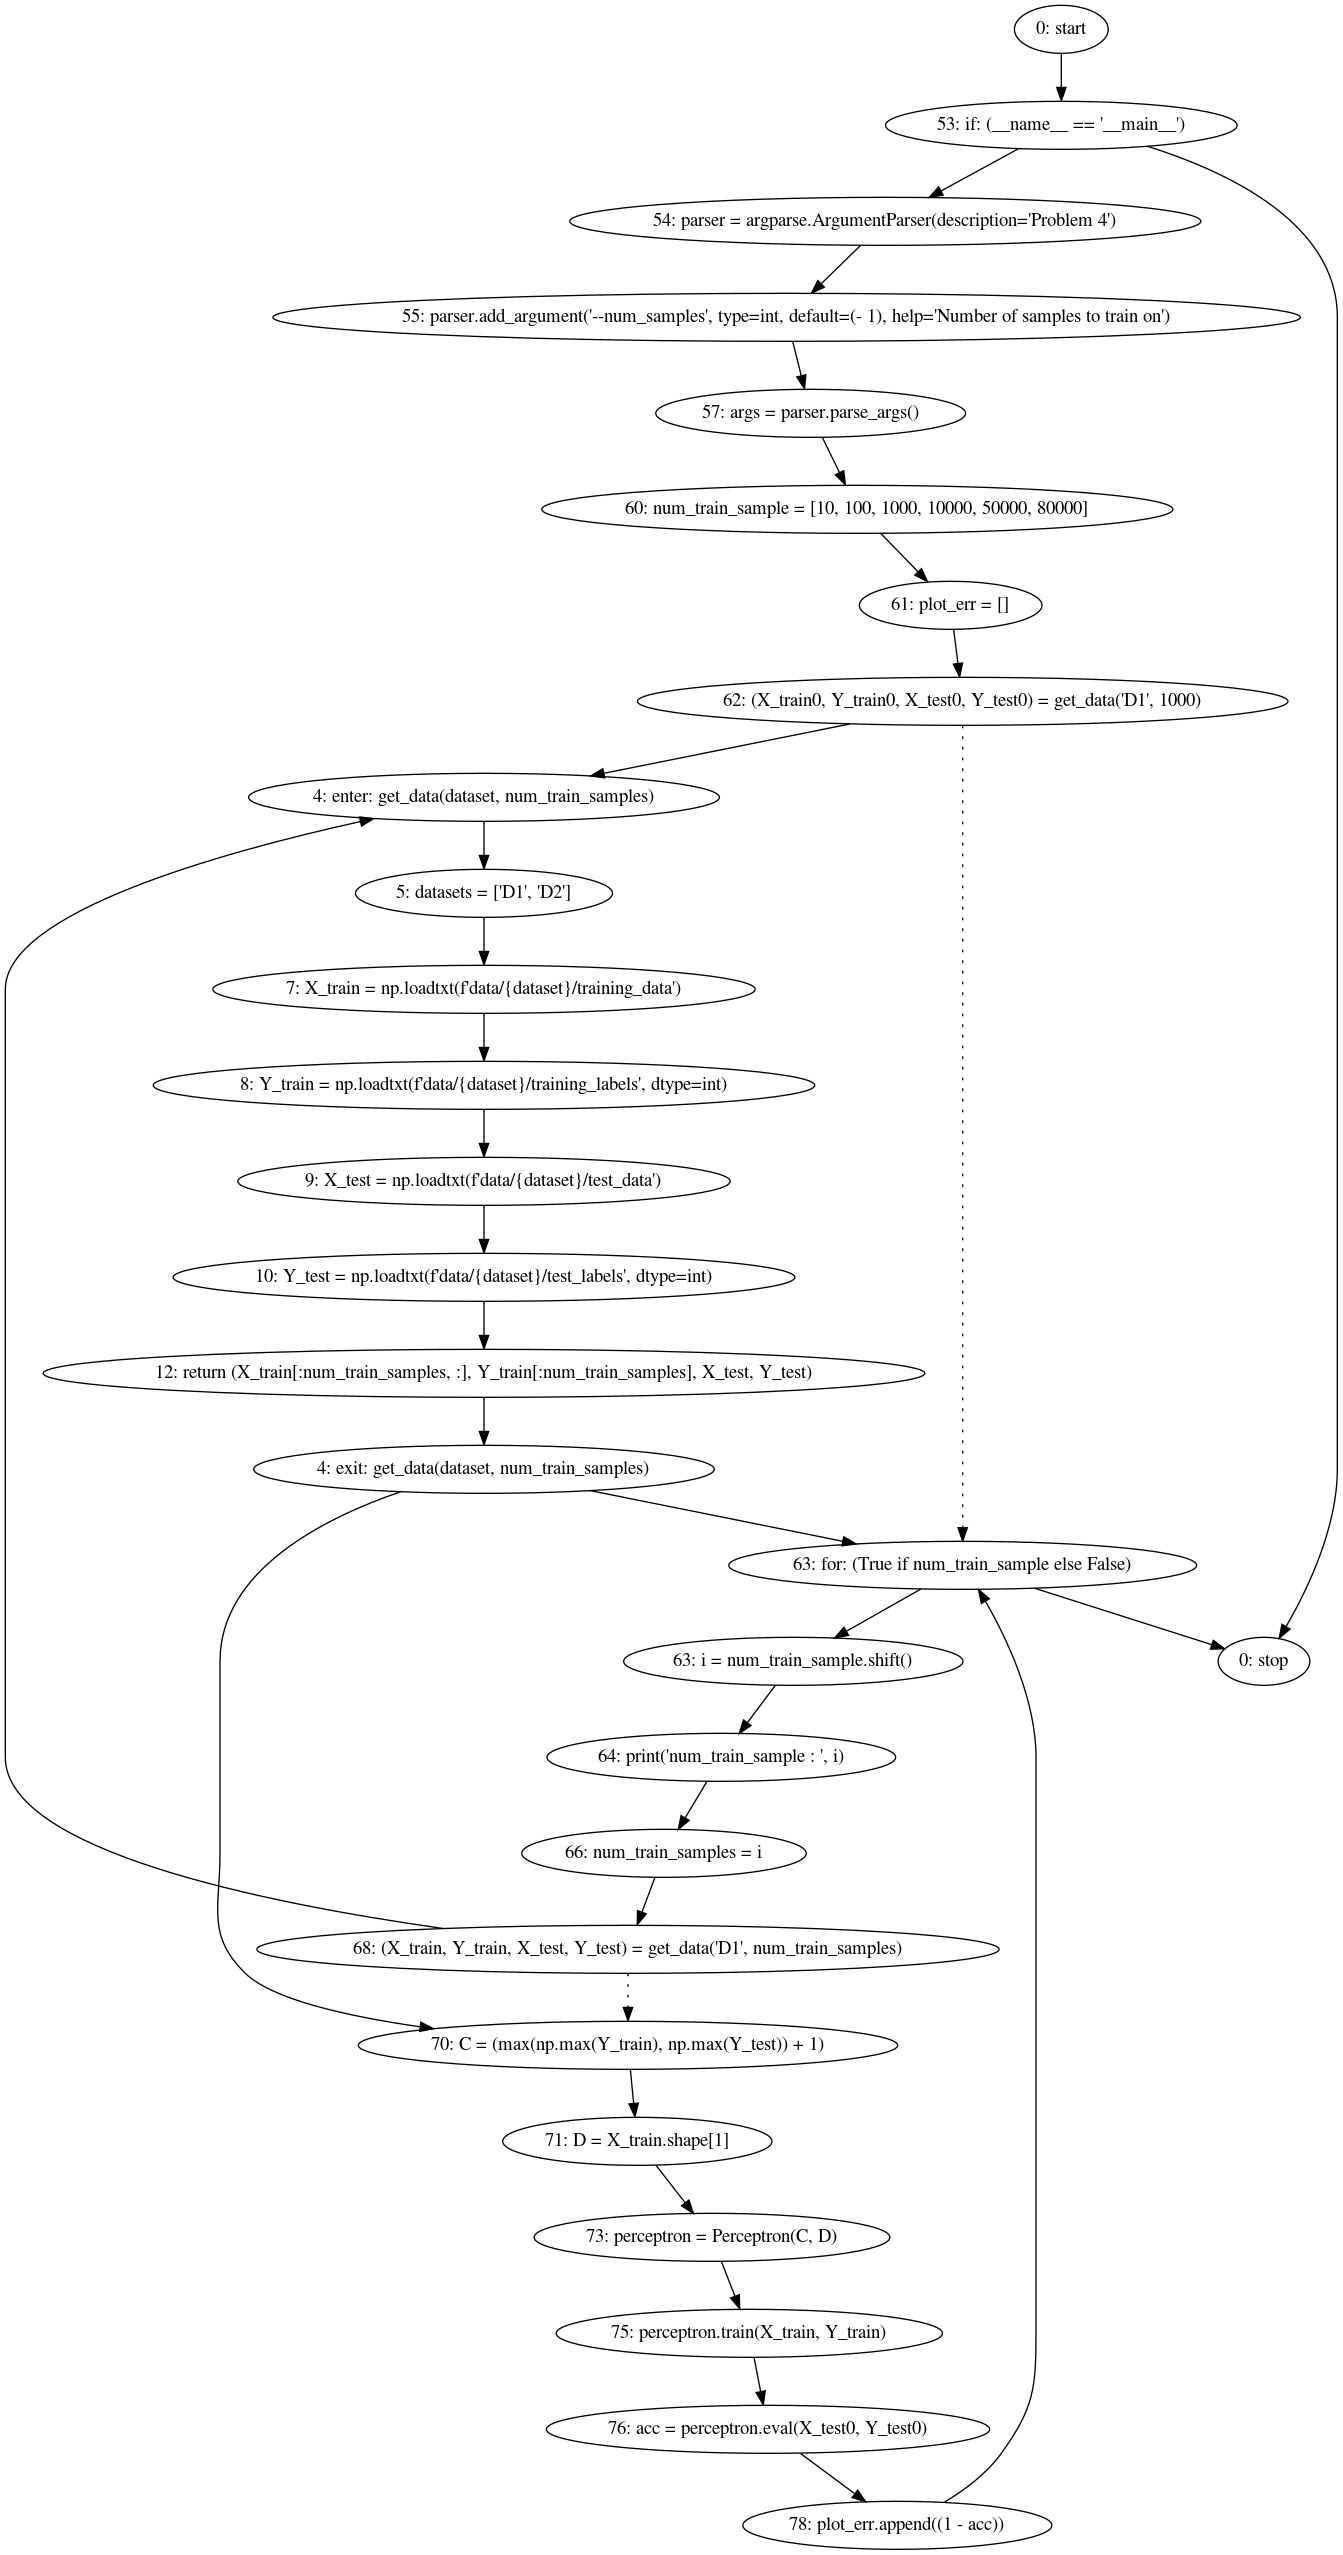 0: start
53: if: (__name__ == '__main__')
54: parser = argparse.ArgumentParser(description='Problem 4')
55: parser.add_argument('--num_samples', type=int, default=(- 1), help='Number of samples to train on')
57: args = parser.parse_args()
60: num_train_sample = [10, 100, 1000, 10000, 50000, 80000]
61: plot_err = []
62: (X_train0, Y_train0, X_test0, Y_test0) = get_data('D1', 1000)
4: enter: get_data(dataset, num_train_samples)
5: datasets = ['D1', 'D2']
7: X_train = np.loadtxt(f'data/{dataset}/training_data')
8: Y_train = np.loadtxt(f'data/{dataset}/training_labels', dtype=int)
9: X_test = np.loadtxt(f'data/{dataset}/test_data')
10: Y_test = np.loadtxt(f'data/{dataset}/test_labels', dtype=int)
12: return (X_train[:num_train_samples, :], Y_train[:num_train_samples], X_test, Y_test)
4: exit: get_data(dataset, num_train_samples)
63: for: (True if num_train_sample else False)
63: i = num_train_sample.shift()
0: stop
64: print('num_train_sample : ', i)
66: num_train_samples = i
68: (X_train, Y_train, X_test, Y_test) = get_data('D1', num_train_samples)
70: C = (max(np.max(Y_train), np.max(Y_test)) + 1)
71: D = X_train.shape[1]
73: perceptron = Perceptron(C, D)
75: perceptron.train(X_train, Y_train)
76: acc = perceptron.eval(X_test0, Y_test0)
78: plot_err.append((1 - acc))